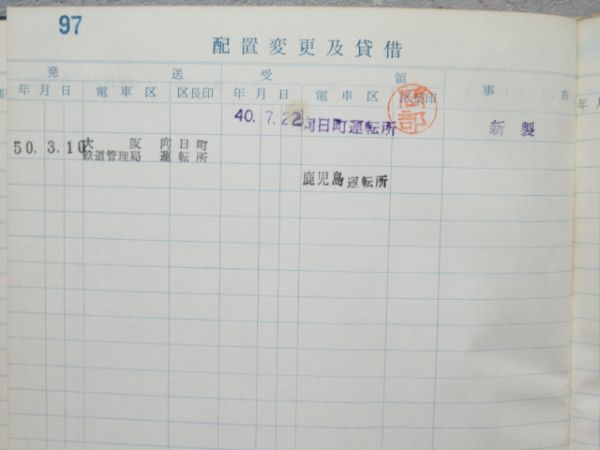 97
配置変更及貸借
発 送 受 領 事 由
年月日 電車区 区長印 年月日 電車区 区長印
40.7.22 向日町運転所 新製
50.3.10 大阪 向日町
鉄道管理局 運転所
鹿児島運転所